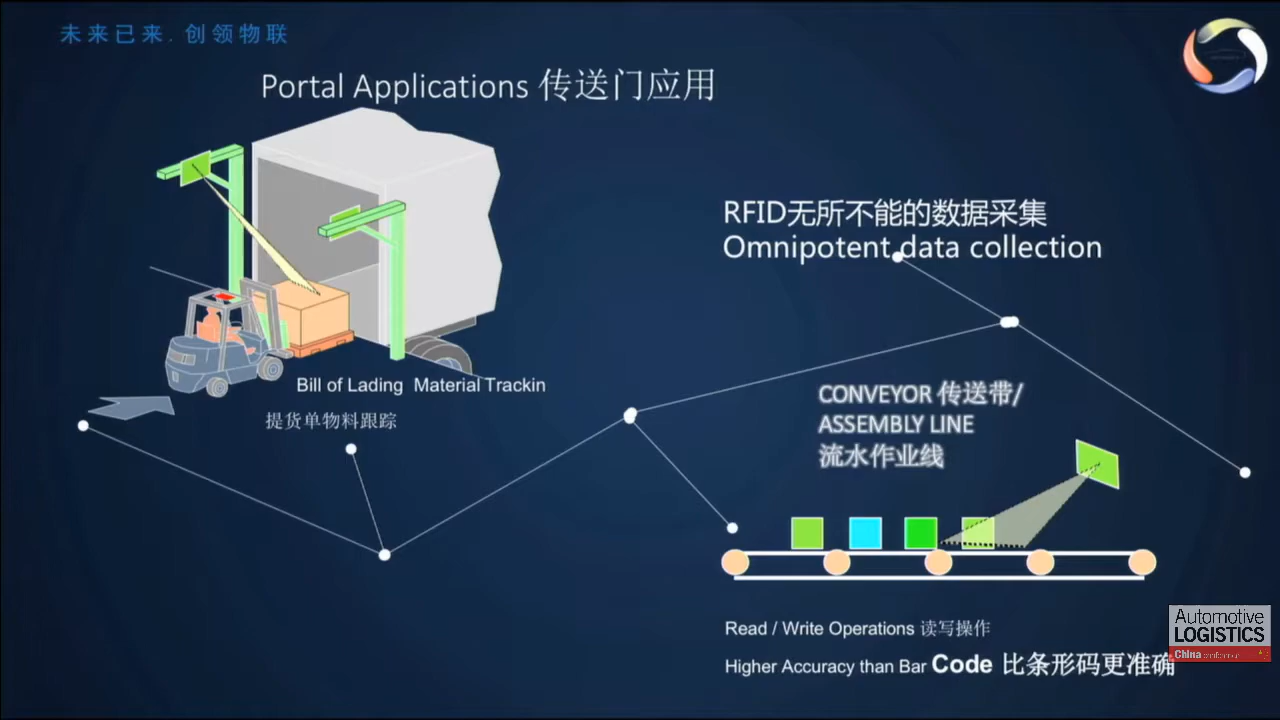 未来已来. 创领物联
Portal Applications 传送门应用
RFID无所不能的数据采集
Omnipotent data collection
Bill of Lading Material Trackin
提货单物料跟踪
CONVEYOR 传送带/
ASSEMBLY LINE
流水作业线
Read / Write Operations 读写操作
Higher Accuracy than Bar Code 比条形码更准确
Automotive
LOGISTICS
China conference